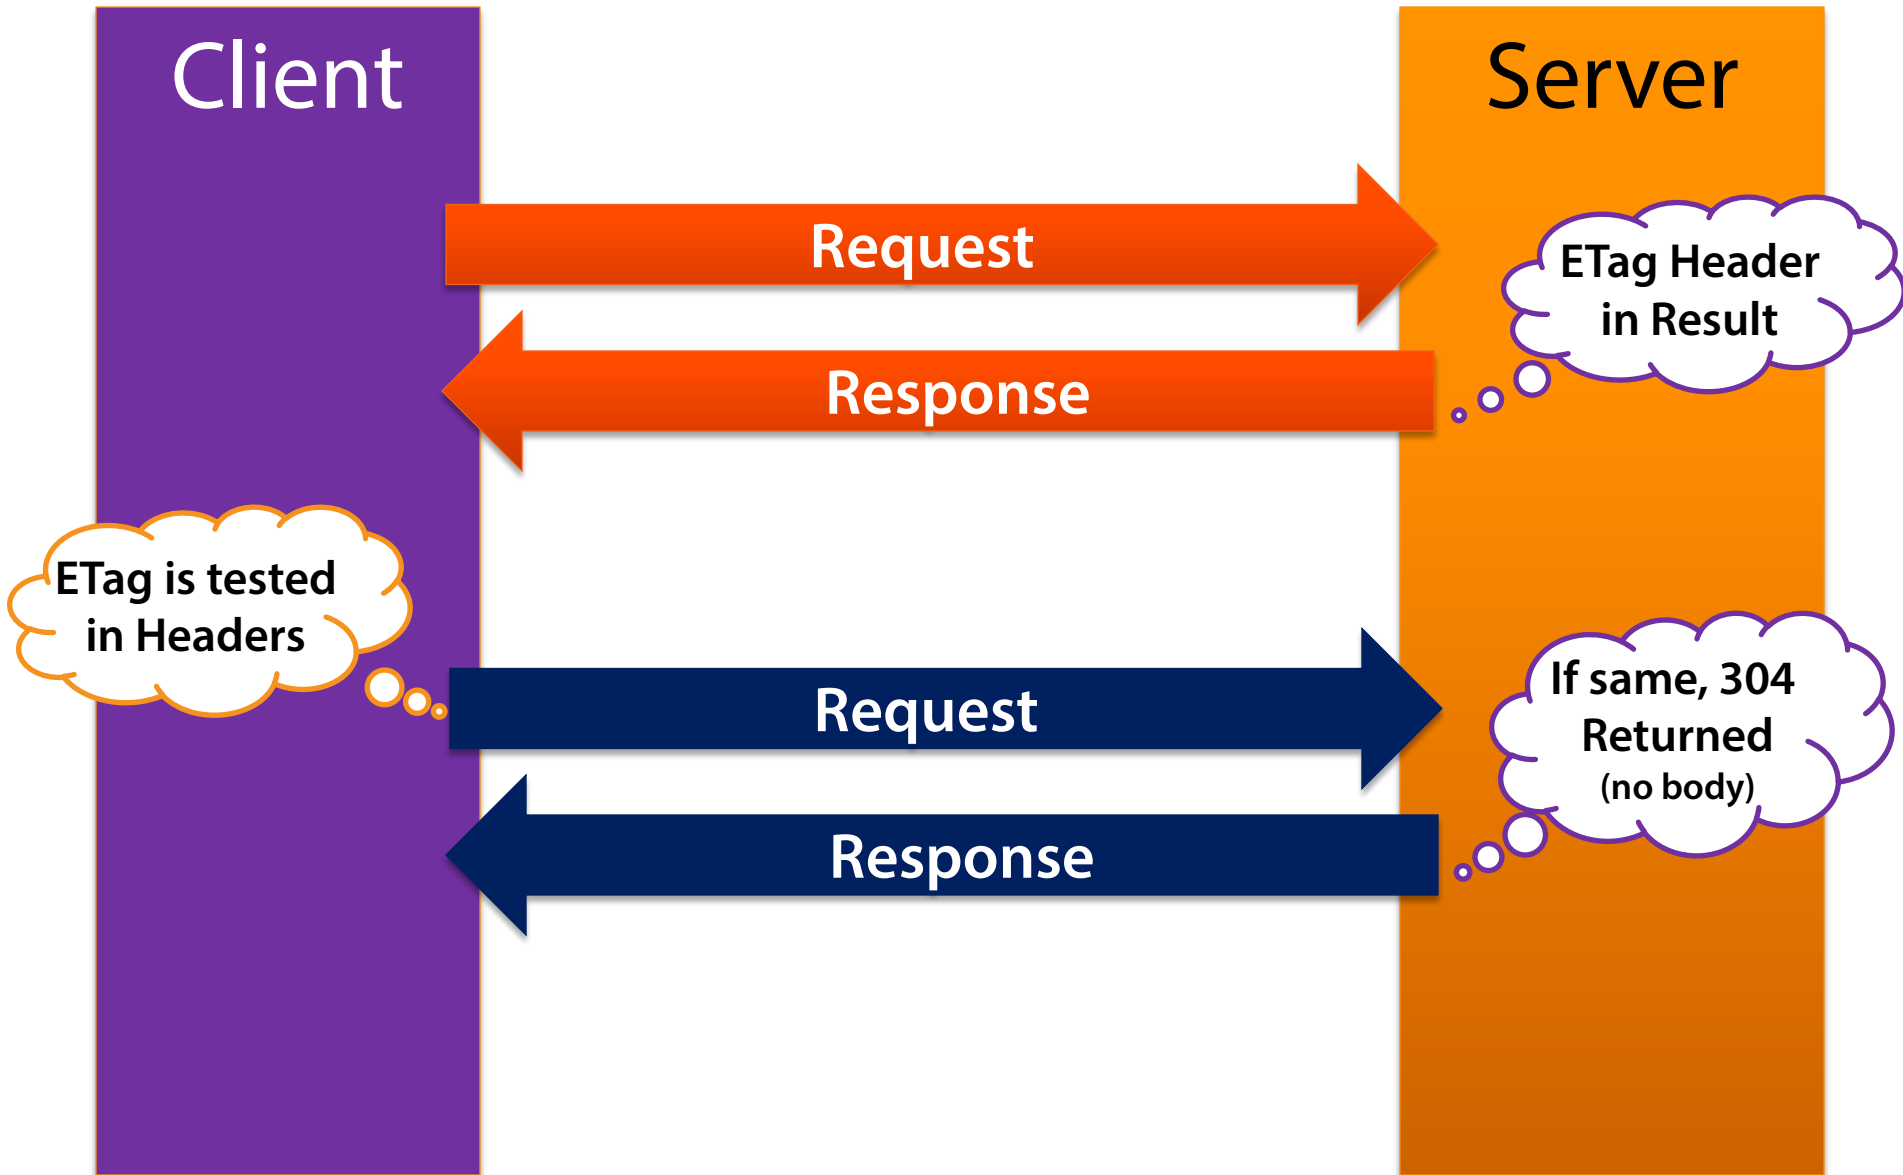 Client
Server
Request
ETag Header
in Result
Response
ETag is tested
in Headers
Request
If same, 304
Returned
(no body)
Response